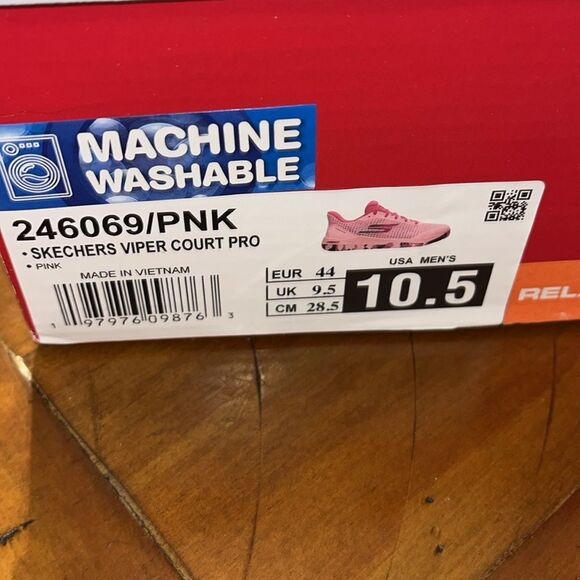 MACHINE
WASHABLE
246069/PNK
• SKECHERS VIPER COURT PRO
• PINK
MADE IN VIETNAM
1 97976 09876 3
USA MEN'S
EUR 44
UK 9.5
CM 28.5
10.5
REL